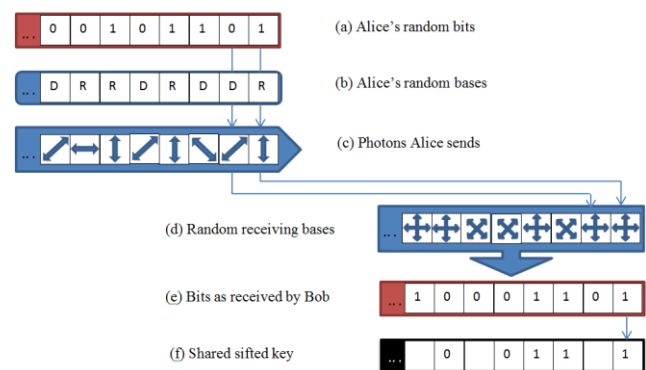 ... 0 0 1 0 1 1 0 1 (a) Alice's random bits
... D R R D R D D R (b) Alice's random bases
... (c) Photons Alice sends
(d) Random receiving bases ...
(e) Bits as received by Bob ... 1 0 0 0 1 1 0 1
(f) Shared sifted key ... 0 0 1 1 1